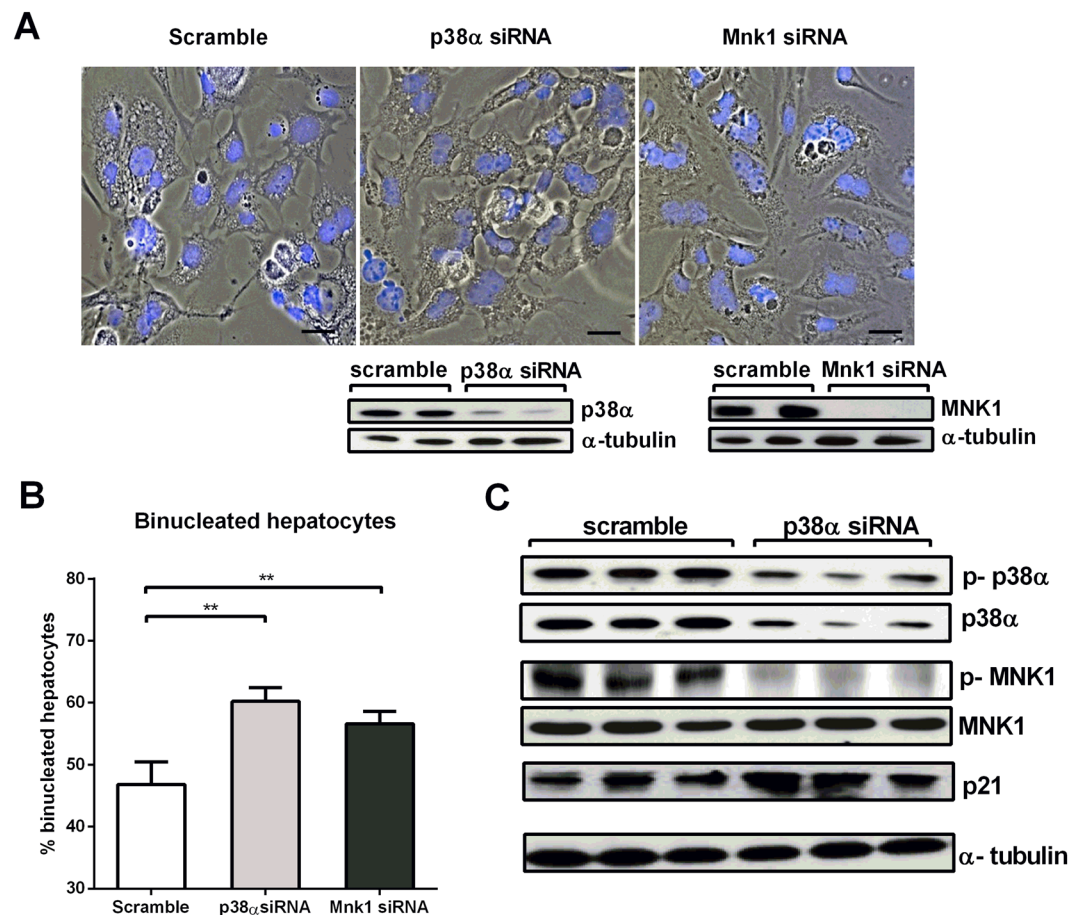 A
Scramble
p38α siRNA
Mnk1 siRNA
scramble p38α siRNA
p38α
α-tubulin
scramble Mnk1 siRNA
MNK1
α-tubulin
B
Binucleated hepatocytes
% binucleated hepatocytes
80
70
60
50
40
30
**
**
Scramble
p38αsiRNA
Mnk1 siRNA
C
scramble
p38α siRNA
p- p38α
p38α
p- MNK1
MNK1
p21
α- tubulin